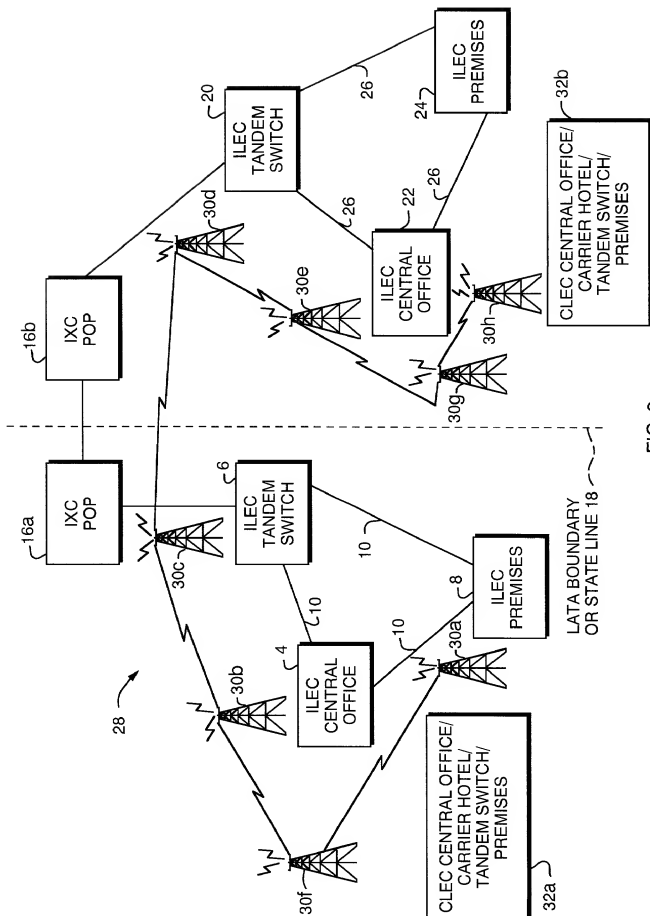 16a
IXC
POP
16b
IXC
POP
28
30c
30d
20
ILEC
TANDEM
SWITCH
6
ILEC
TANDEM
SWITCH
30b
30e
26
26
10
4
ILEC
CENTRAL
OFFICE
22
ILEC
CENTRAL
OFFICE
10
10
26
24
ILEC
PREMISES
30f
30a
8
ILEC
PREMISES
30g
30h
32b
CLEC CENTRAL OFFICE/
CARRIER HOTEL/
TANDEM SWITCH/
PREMISES
CLEC CENTRAL OFFICE/
CARRIER HOTEL/
TANDEM SWITCH/
PREMISES
32a
LATA BOUNDARY
OR STATE LINE 18